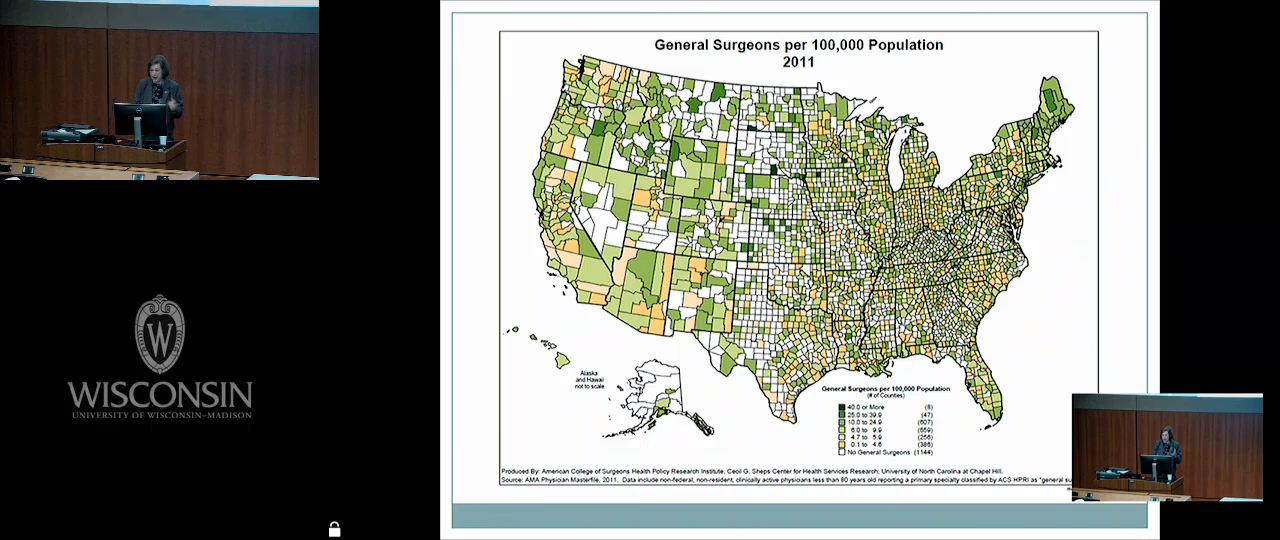 General Surgeons per 100,000 Population
2011
Alaska
and Hawaii
not to scale
General Surgeons per 100,000 Population
(# of Counties)
40.0 or More (8)
25.0 to 39.9 (47)
10.0 to 24.9 (607)
6.0 to 9.9 (659)
4.7 to 5.9 (256)
0.1 to 4.6 (386)
No General Surgeons (1144)
Produced By: American College of Surgeons Health Policy Research Institute, Cecil G. Sheps Center for Health Services Research, University of North Carolina at Chapel Hill.
Source: AMA Physician Masterfile, 2011. Data include non-federal, non-resident, clinically active physicians less than 80 years old reporting a primary specialty classified by ACS HPRI as "general su
W
WISCONSIN
UNIVERSITY OF WISCONSIN–MADISON